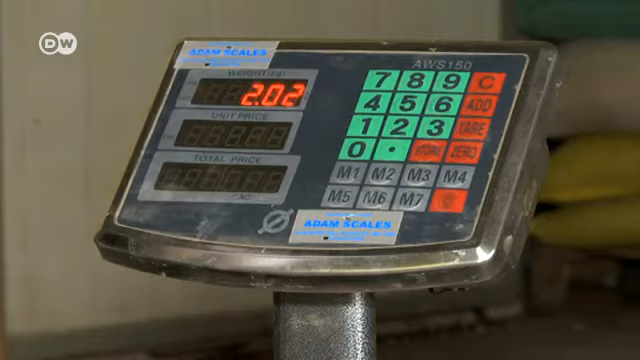 DW
ADAM SCALES
AWS150
WEIGHT(kg)
2.02
UNIT PRICE
TOTAL PRICE
AC
7 8 9 C
4 5 6 ADD
1 2 3 TARE
0 . STORE ZERO
M1 M2 M3 M4
M5 M6 M7
ADAM SCALES